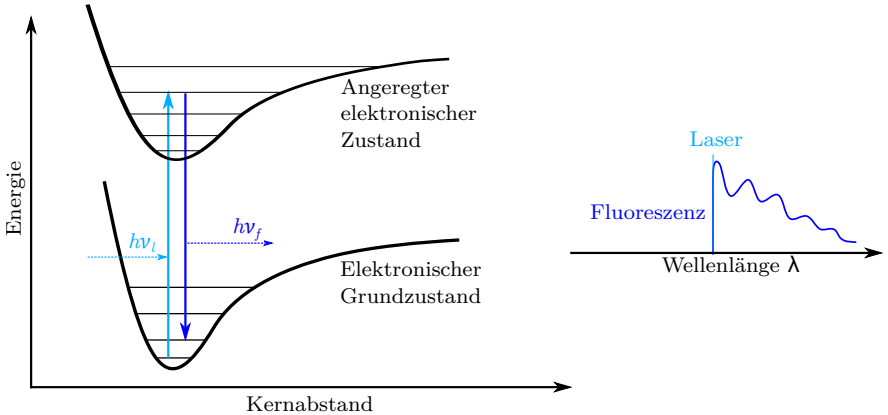 Energie
Angeregter
elektronischer
Zustand
hν_l
hν_f
Elektronischer
Grundzustand
Kernabstand
Laser
Fluoreszenz
Wellenlänge λ